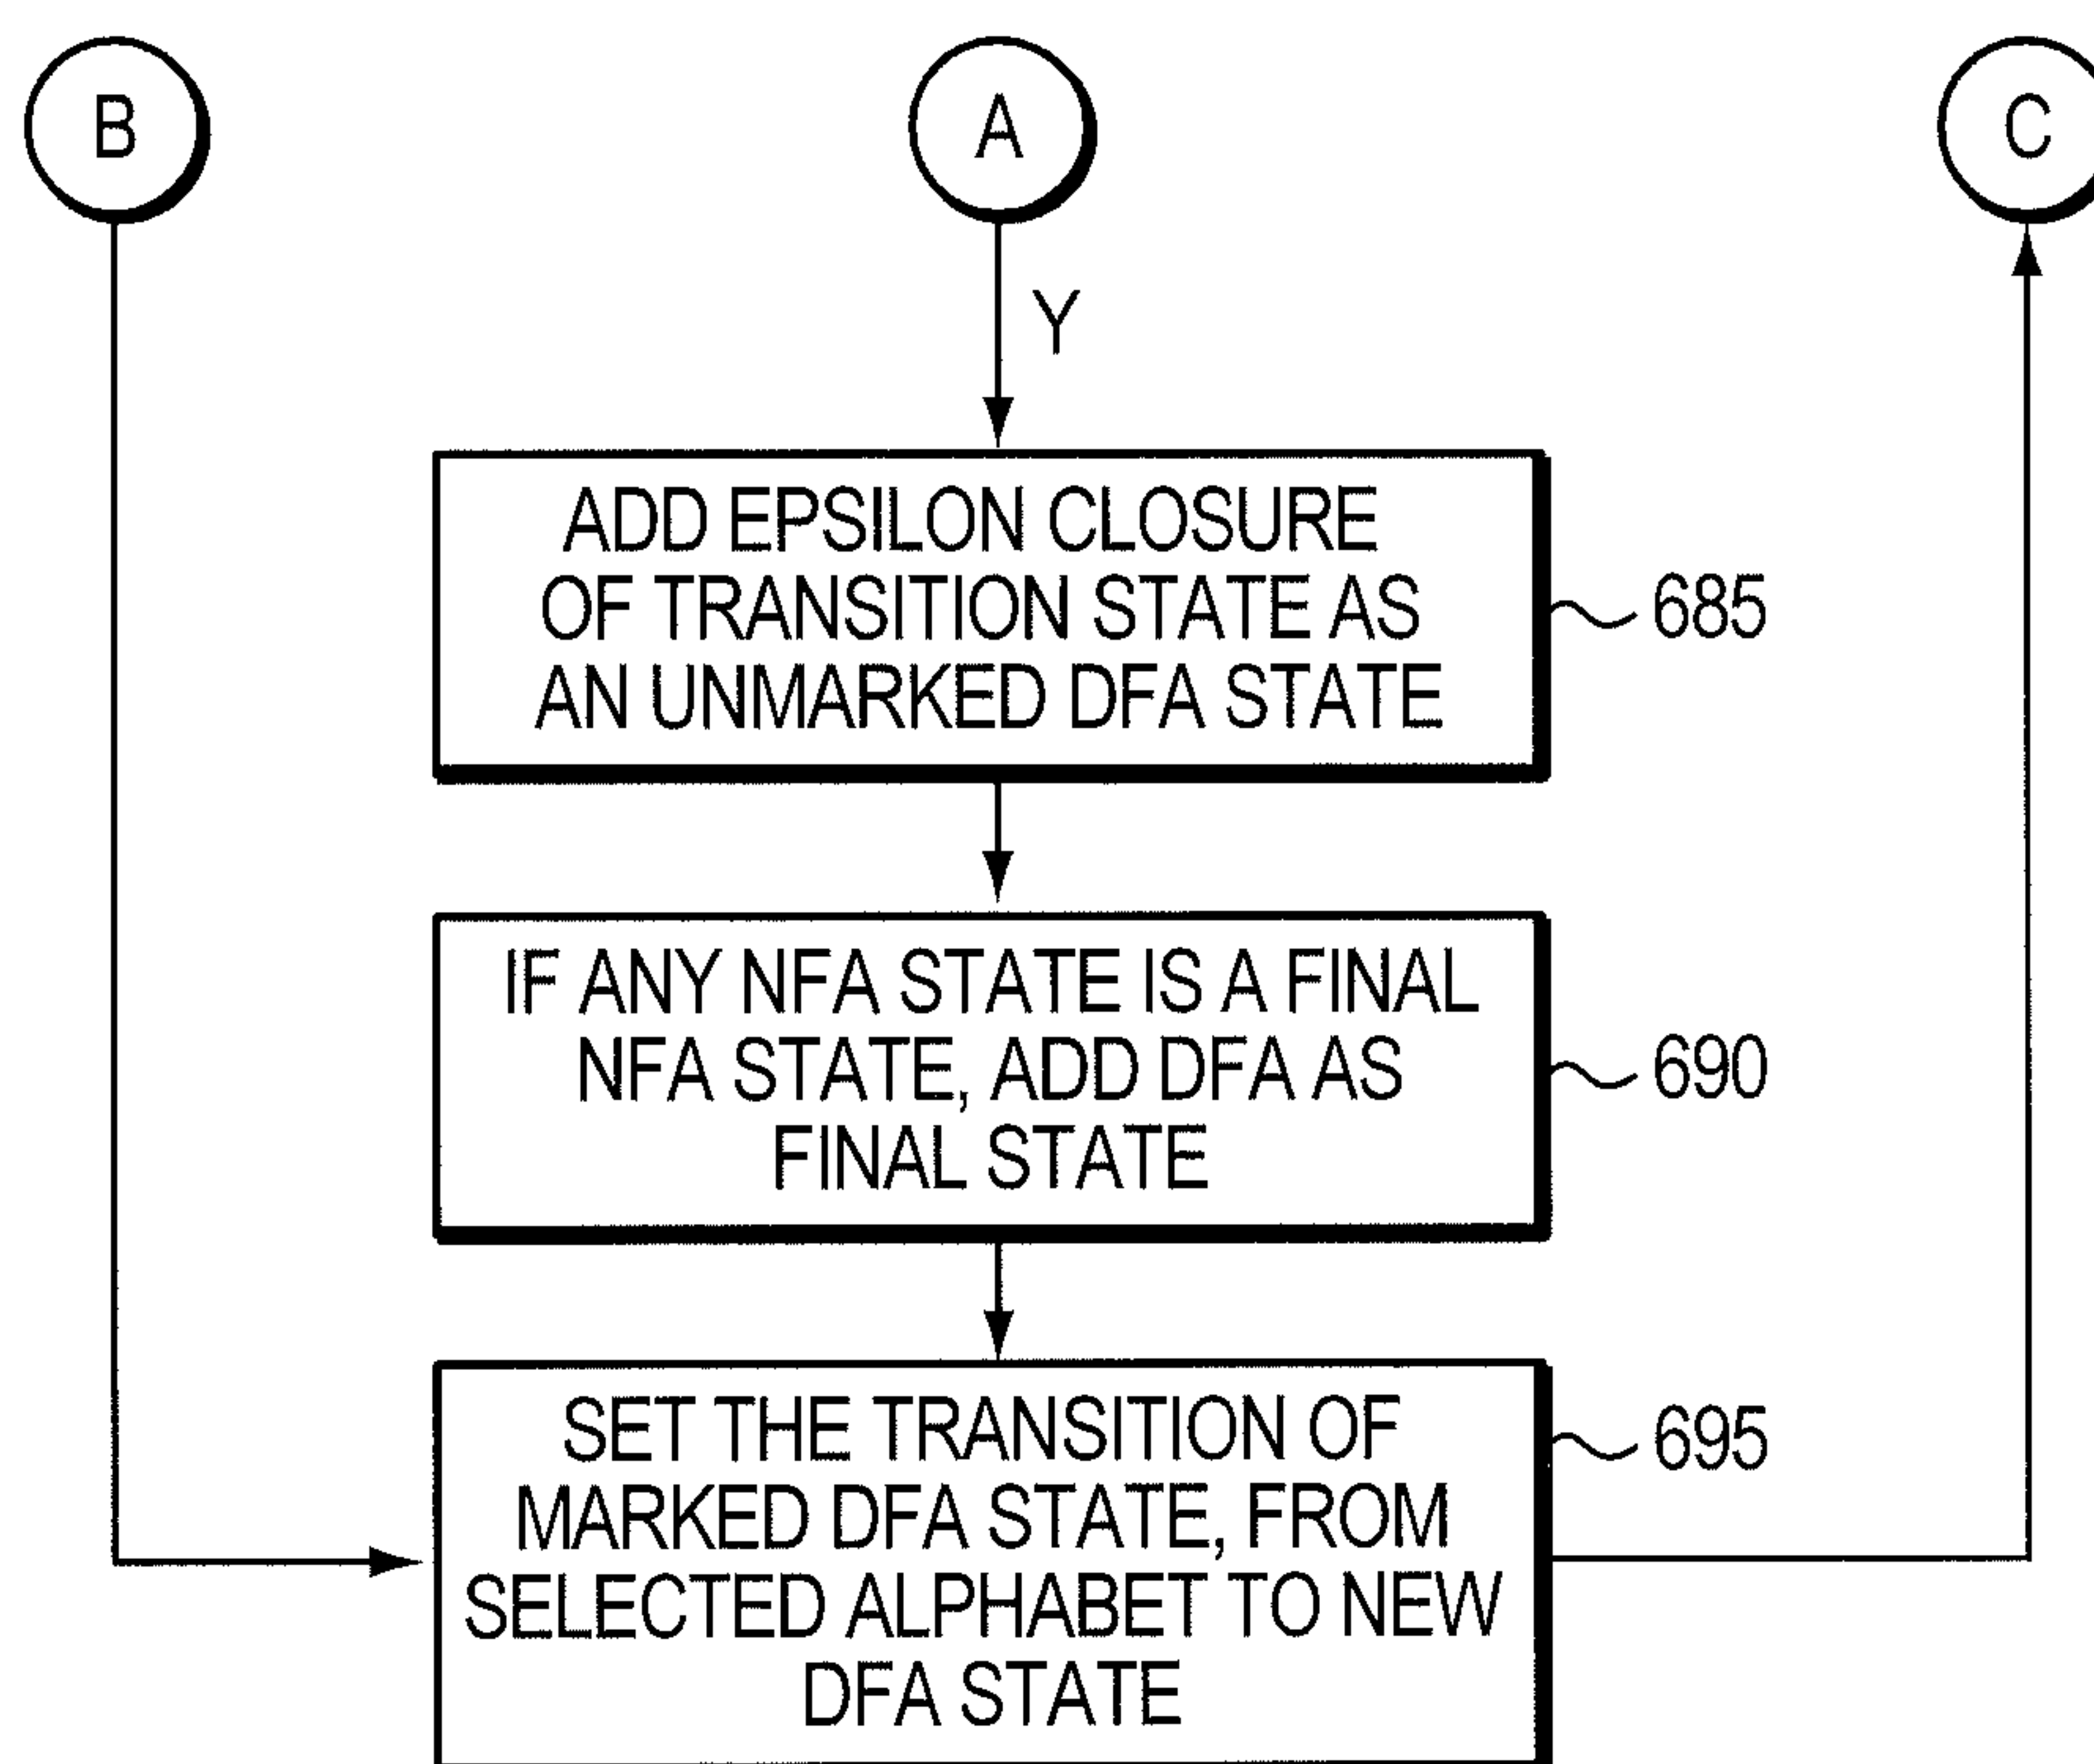 B
A
C
Y
ADD EPSILON CLOSURE
OF TRANSITION STATE AS
AN UNMARKED DFA STATE
685
IF ANY NFA STATE IS A FINAL
NFA STATE, ADD DFA AS
FINAL STATE
690
SET THE TRANSITION OF
MARKED DFA STATE, FROM
SELECTED ALPHABET TO NEW
DFA STATE
695